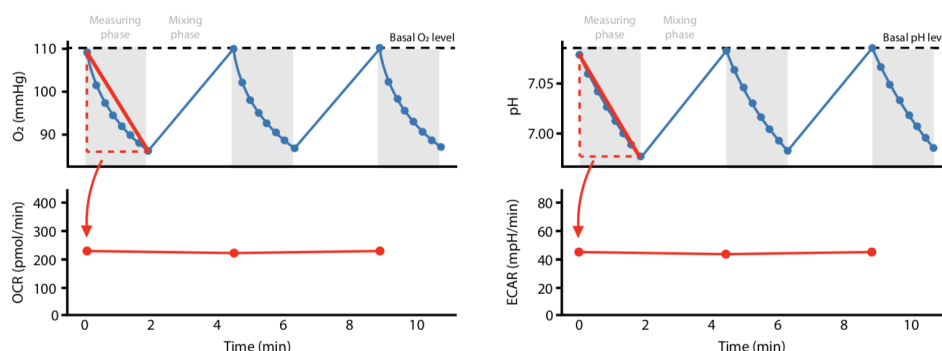 Measuring
phase
Mixing
phase
Basal O₂ level
110
100
90
O₂ (mmHg)
400
300
200
100
0
OCR (pmol/min)
0 2 4 6 8 10
Time (min)
Measuring
phase
Mixing
phase
Basal pH lev
7.05
7.00
pH
80
60
40
20
0
ECAR (mpH/min)
0 2 4 6 8 10
Time (min)